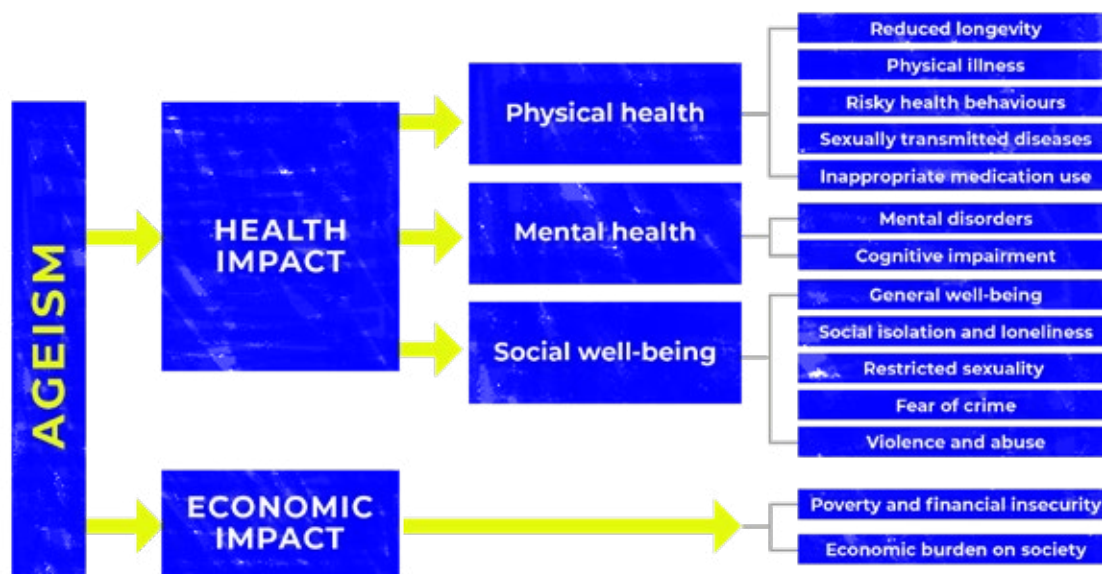 AGEISM
HEALTH
IMPACT
Physical health
Reduced longevity
Physical illness
Risky health behaviours
Sexually transmitted diseases
Inappropriate medication use
Mental health
Mental disorders
Cognitive impairment
Social well-being
General well-being
Social isolation and loneliness
Restricted sexuality
Fear of crime
Violence and abuse
ECONOMIC
IMPACT
Poverty and financial insecurity
Economic burden on society